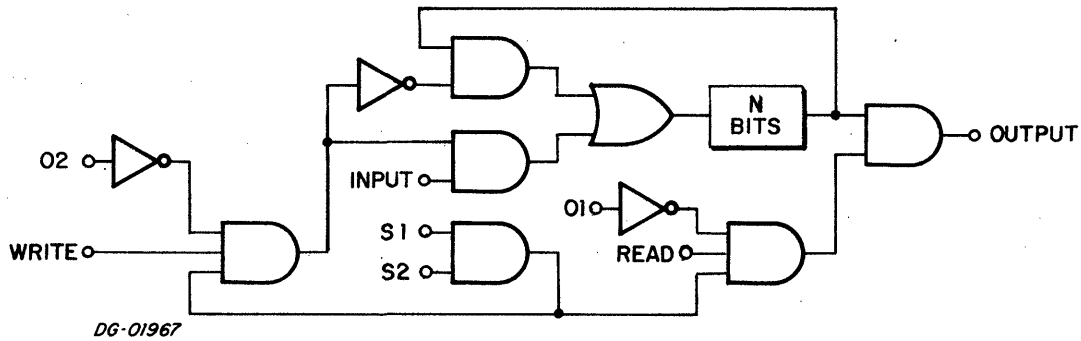 N
BITS
OUTPUT
O2
INPUT
O1
S1
WRITE
READ
S2
DG-01967